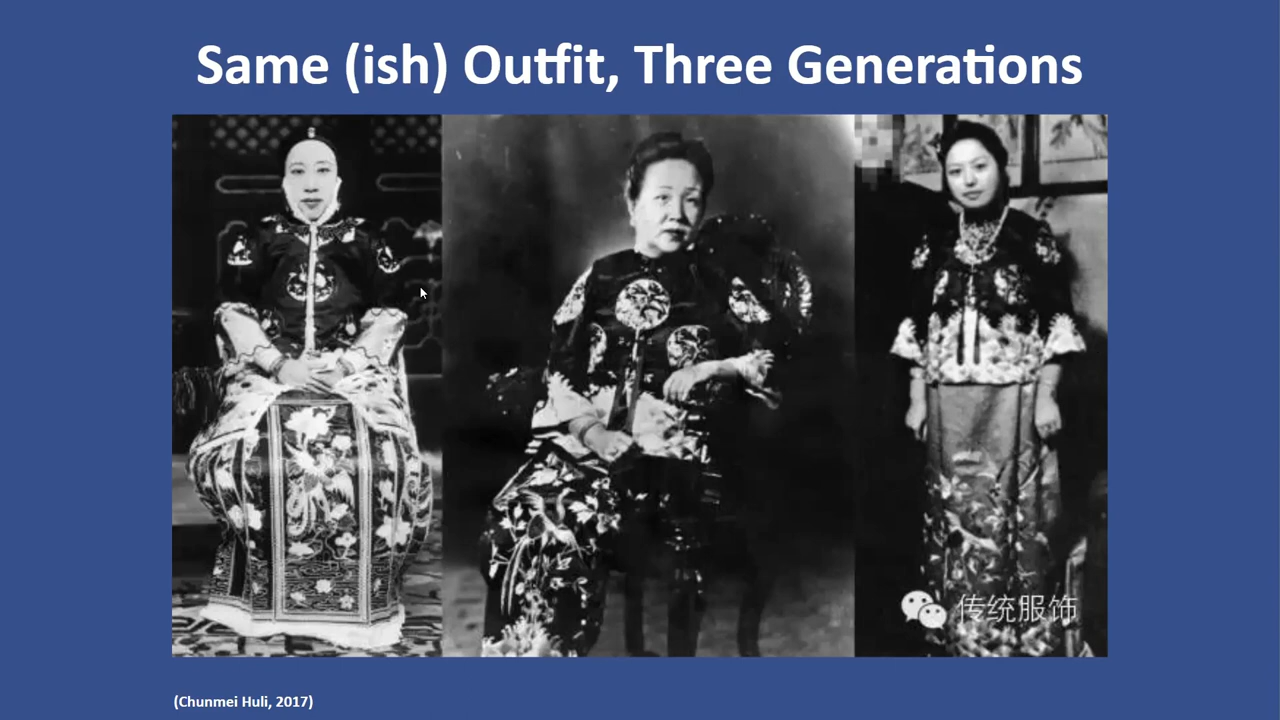 Same (ish) Outfit, Three Generations
传统服饰
(Chunmei Huli, 2017)